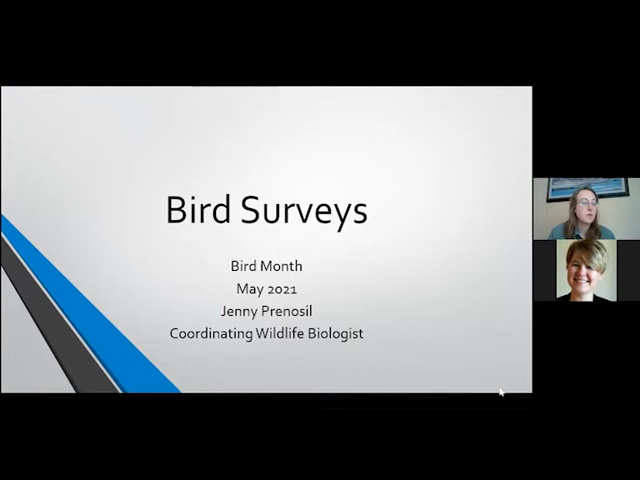 Bird Surveys
Bird Month
May 2021
Jenny Prenosil
Coordinating Wildlife Biologist